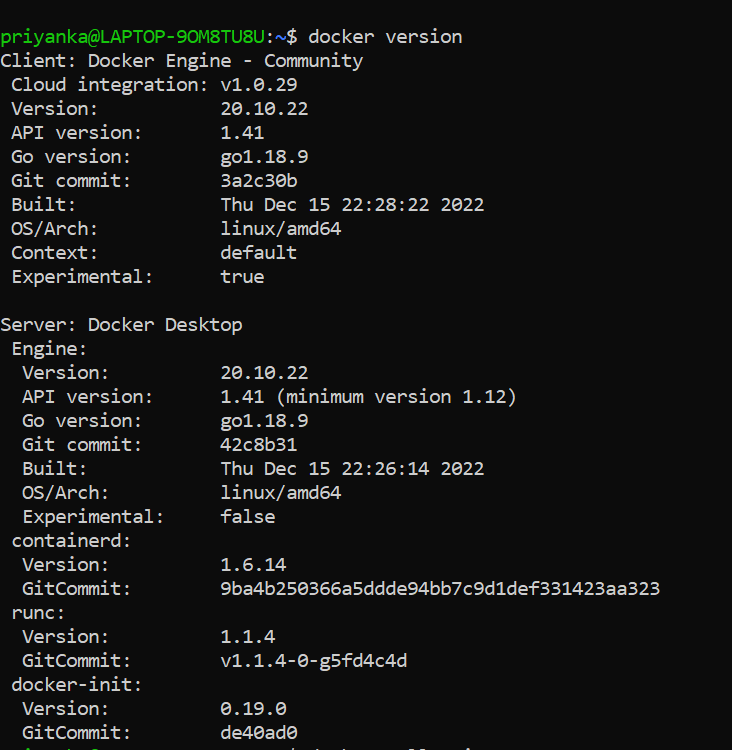 priyanka@LAPTOP-9OM8TU8U:~$ docker version
Client: Docker Engine - Community
 Cloud integration: v1.0.29
 Version:           20.10.22
 API version:       1.41
 Go version:        go1.18.9
 Git commit:        3a2c30b
 Built:             Thu Dec 15 22:28:22 2022
 OS/Arch:           linux/amd64
 Context:           default
 Experimental:      true

Server: Docker Desktop
 Engine:
  Version:          20.10.22
  API version:      1.41 (minimum version 1.12)
  Go version:       go1.18.9
  Git commit:       42c8b31
  Built:            Thu Dec 15 22:26:14 2022
  OS/Arch:          linux/amd64
  Experimental:     false
 containerd:
  Version:          1.6.14
  GitCommit:        9ba4b250366a5ddde94bb7c9d1def331423aa323
 runc:
  Version:          1.1.4
  GitCommit:        v1.1.4-0-g5fd4c4d
 docker-init:
  Version:          0.19.0
  GitCommit:        de40ad0